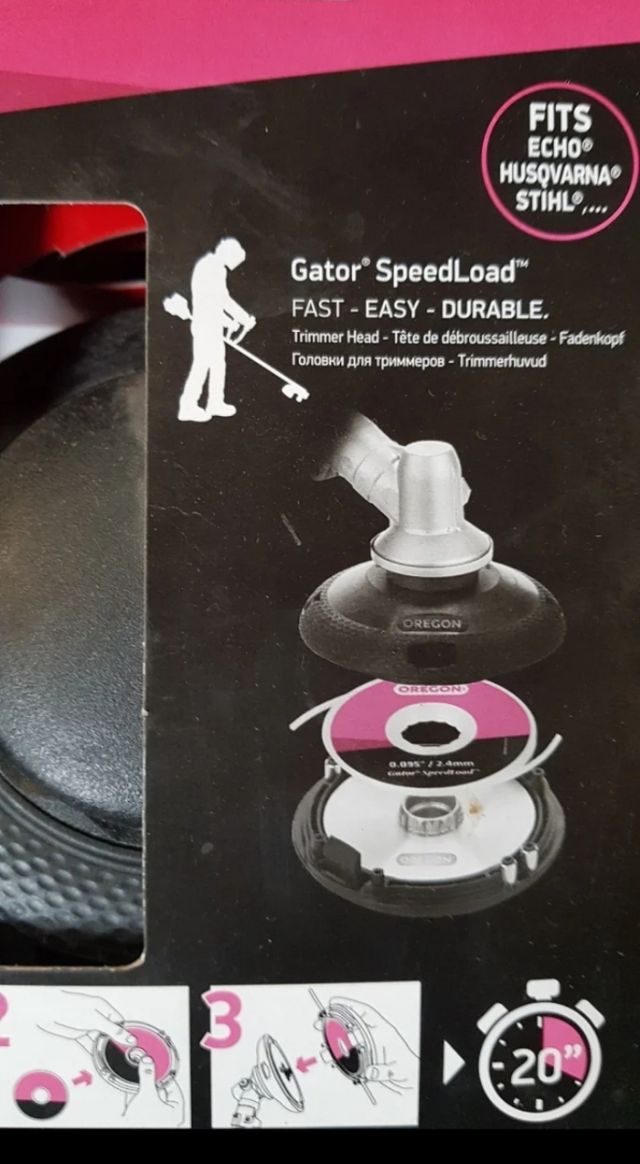 FITS
ECHO®
HUSQVARNA®
STIHL®,...
Gator® SpeedLoad™
FAST - EASY - DURABLE.
Trimmer Head - Tête de débroussailleuse - Fadenkopf
Головки для триммеров - Trimmerhuvud
OREGON
OREGON®
0.095" / 2.4mm
Gator® SpeedLoad™
OREGON
2
3
20”